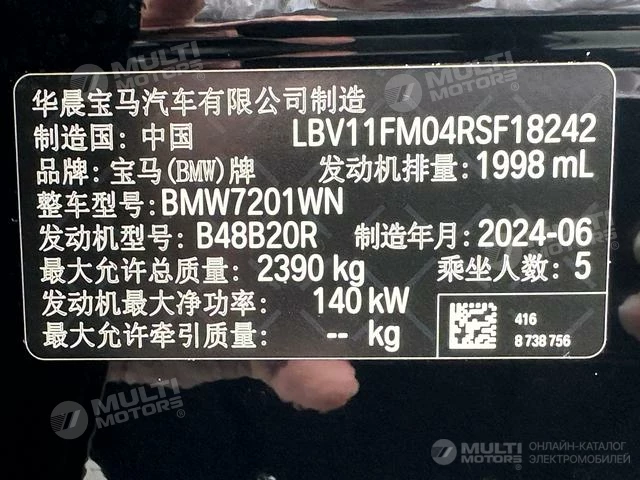 华晨宝马汽车有限公司制造
制造国: 中国 LBV11FM04RSF18242
品牌: 宝马(BMW)牌 发动机排量: 1998 mL
整车型号: BMW7201WN
发动机型号: B48B20R 制造年月: 2024-06
最大允许总质量: 2390 kg 乘坐人数: 5
发动机最大净功率: 140 kW
最大允许牵引质量: -- kg
416
8 738 756
MULTI MOTORS
MULTI MOTORS
MULTI MOTORS
MULTI MOTORS
MULTI MOTORS ОНЛАЙН-КАТАЛОГ
ЭЛЕКТРОМОБИЛЕЙ